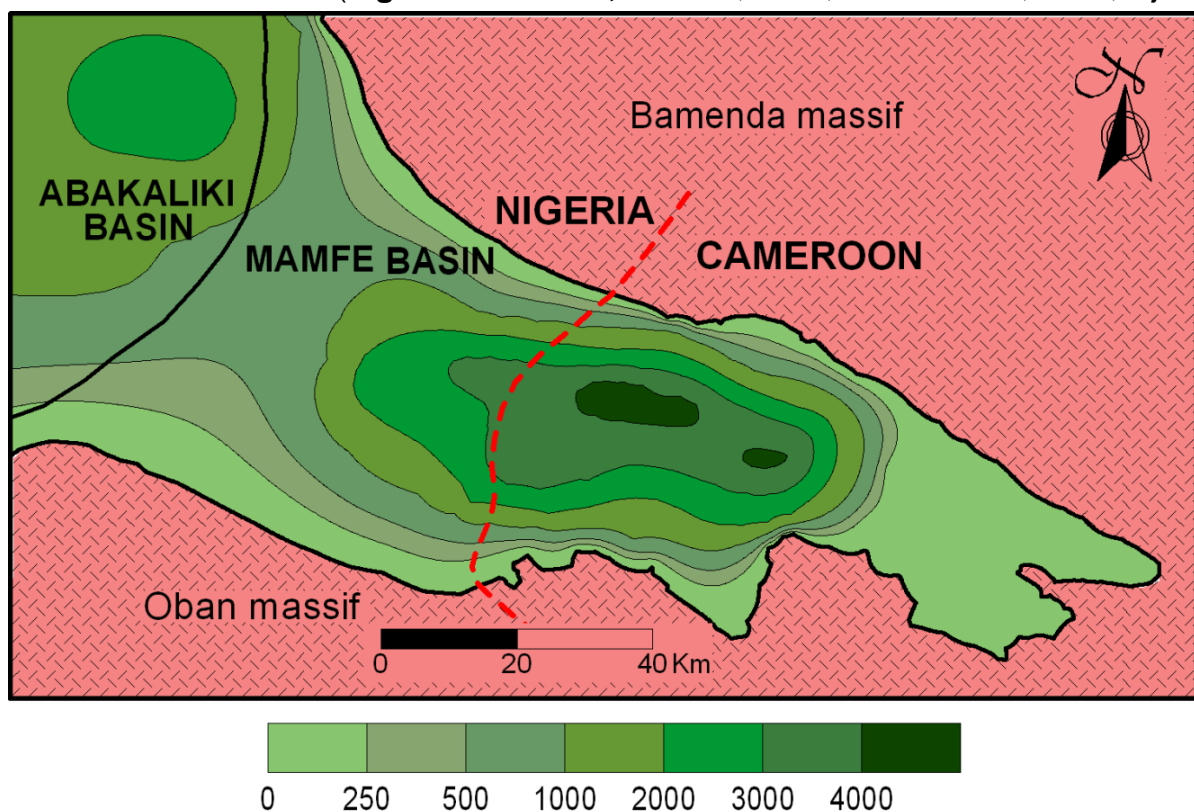 Bamenda massif
N
ABAKALIKI
BASIN
NIGERIA
MAMFE BASIN
CAMEROON
Oban massif
0 20 40 Km
0 250 500 1000 2000 3000 4000